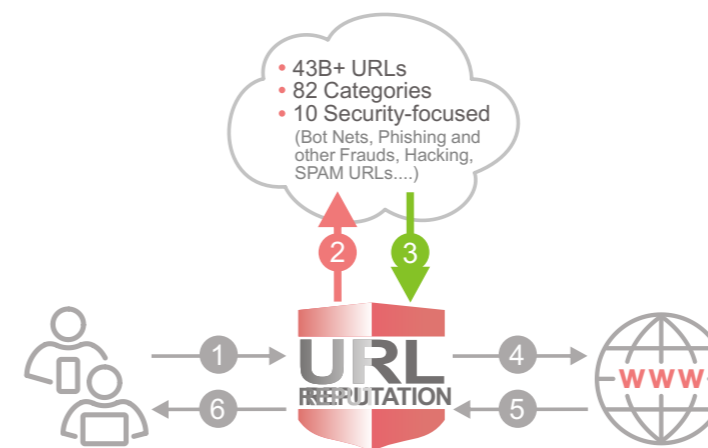 • 43B+ URLs
• 82 Categories
• 10 Security-focused
(Bot Nets, Phishing and
other Frauds, Hacking,
SPAM URLs....)
2
3
1
URL
REPUTATION
4
WWW
6
5